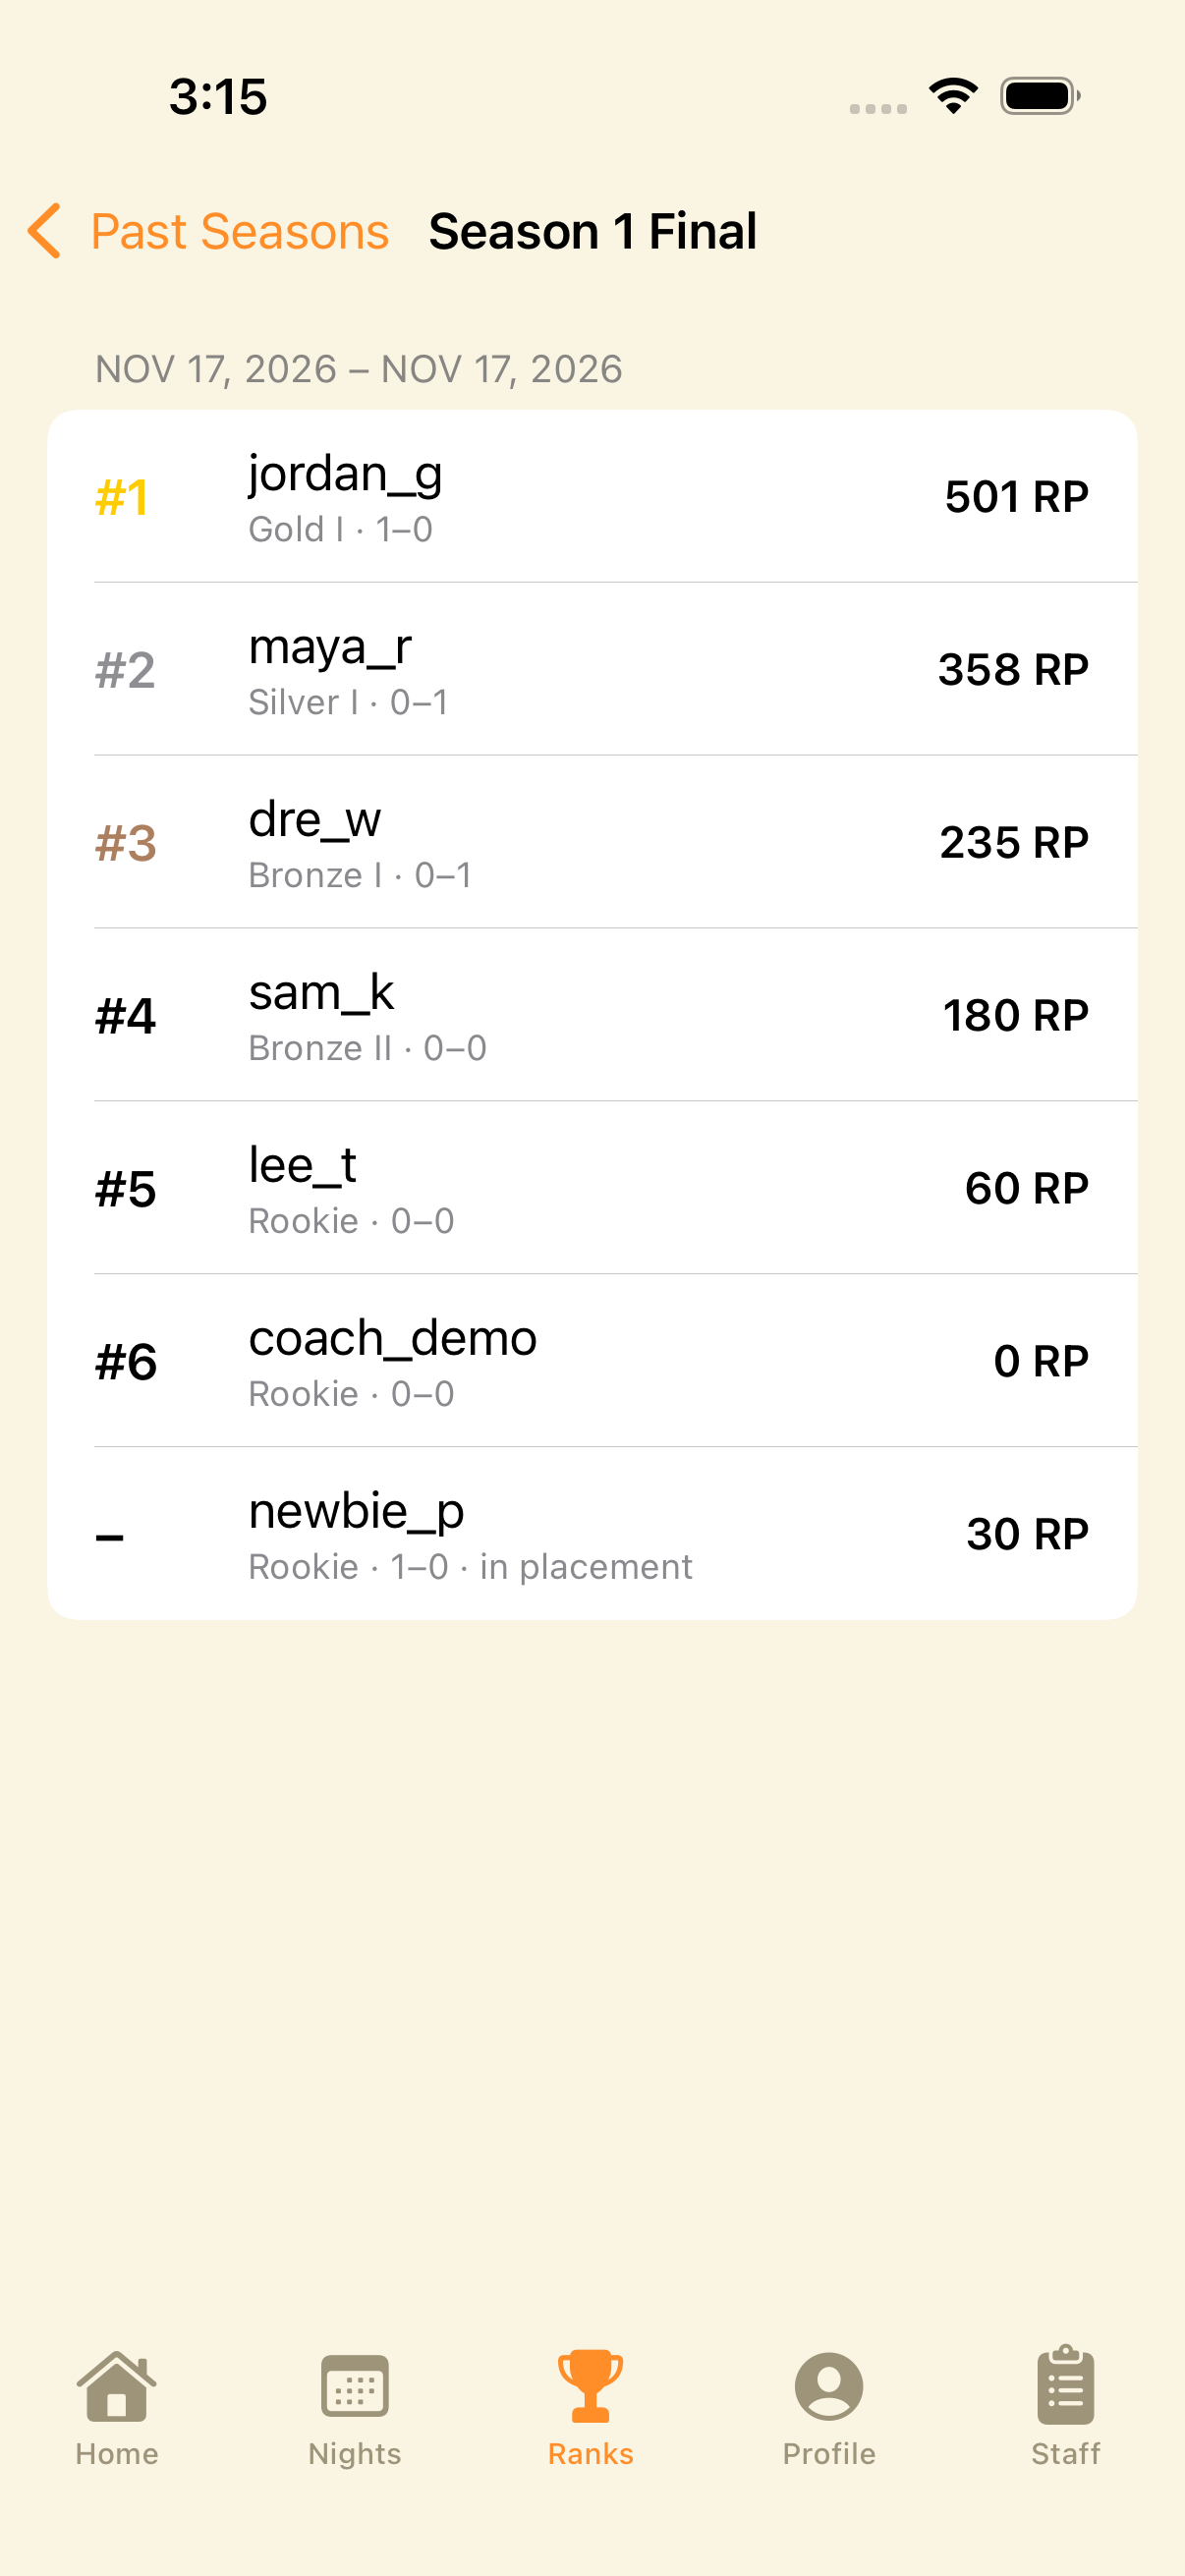 3:15
Past Seasons Season 1 Final
NOV 17, 2026 – NOV 17, 2026
#1 jordan_g 501 RP
Gold I · 1–0
#2 maya_r 358 RP
Silver I · 0–1
#3 dre_w 235 RP
Bronze I · 0–1
#4 sam_k 180 RP
Bronze II · 0–0
#5 lee_t 60 RP
Rookie · 0–0
#6 coach_demo 0 RP
Rookie · 0–0
– newbie_p 30 RP
Rookie · 1–0 · in placement
Home Nights Ranks Profile Staff